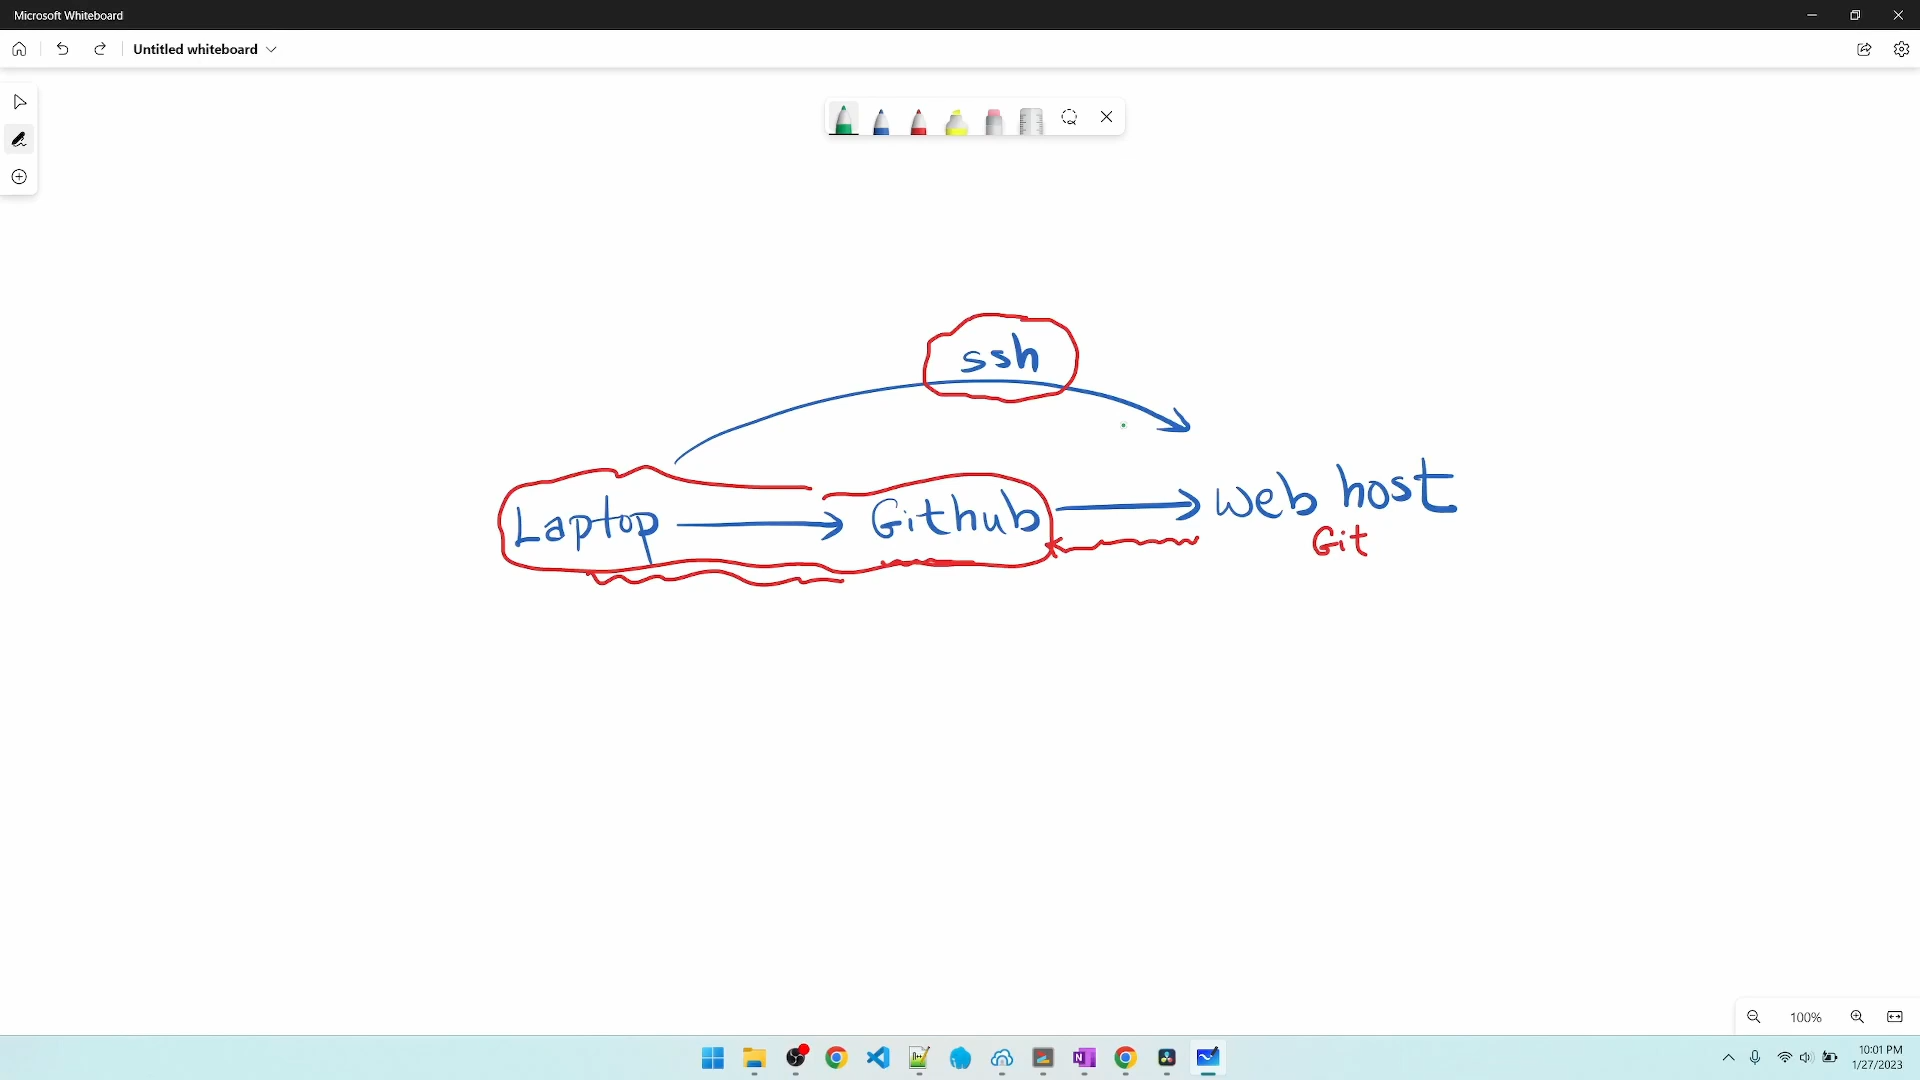 Microsoft Whiteboard
Untitled whiteboard
ssh
Laptop Github Web host
Git
100%
10:01 PM
1/27/2023